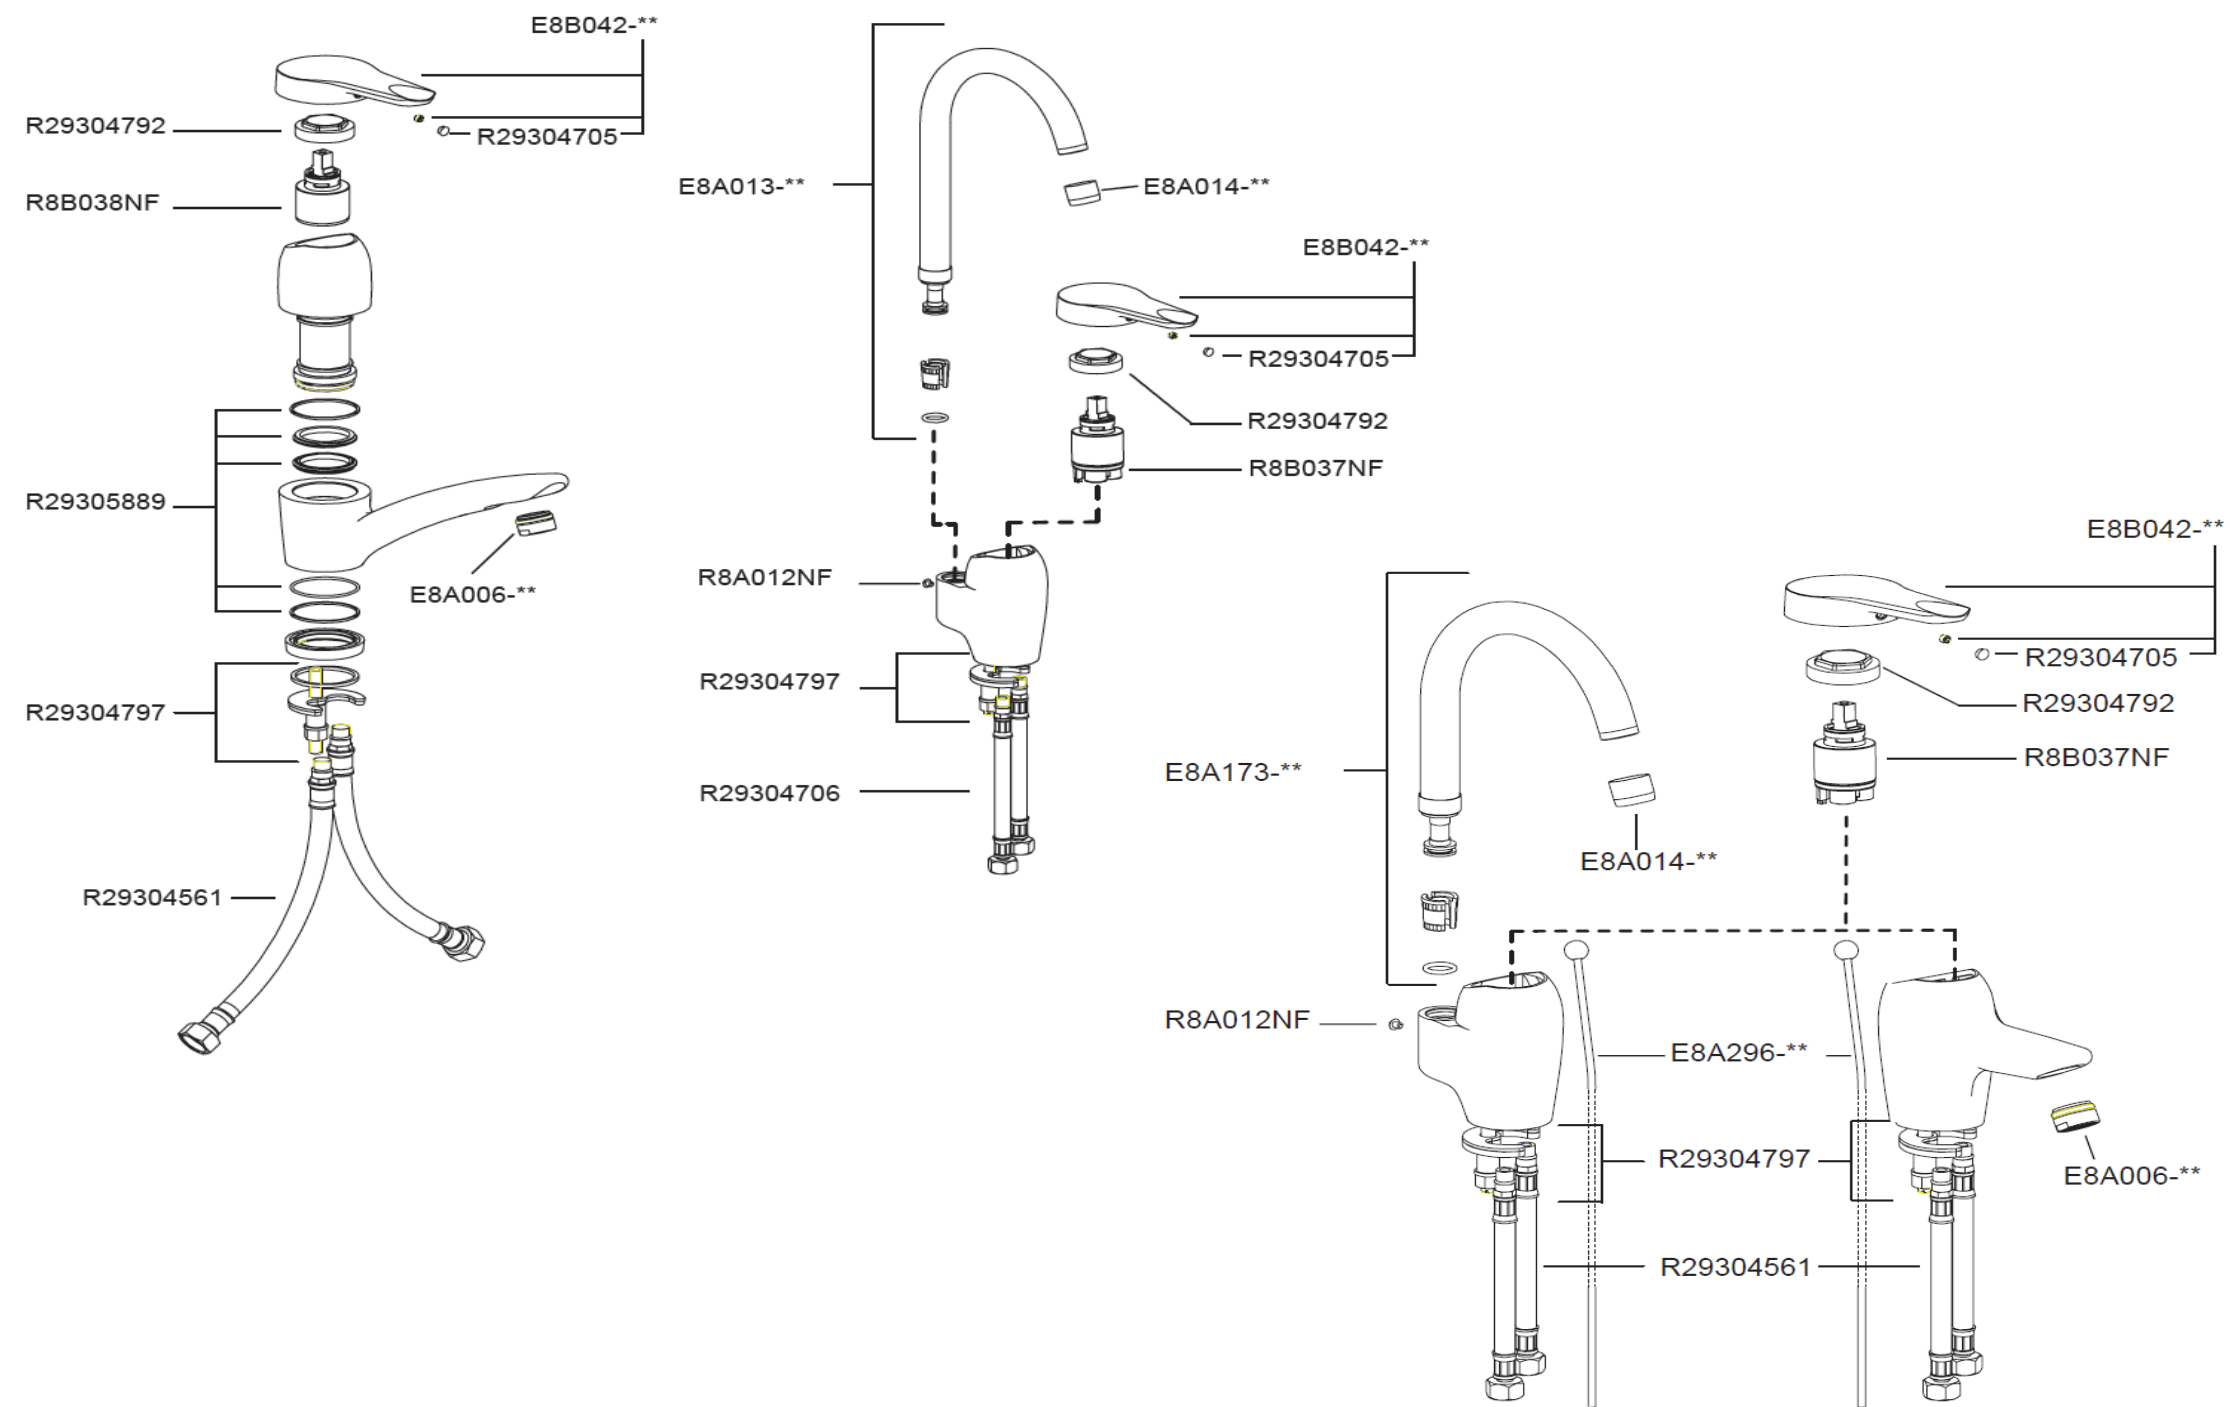 E8B042-**
R29304792
R29304705
R8B038NF
R29305889
E8A006-**
R29304797
R29304561
E8A013-**
E8A014-**
E8B042-**
R29304705
R29304792
R8B037NF
R8A012NF
R29304797
R29304706
E8B042-**
R29304705
R29304792
R8B037NF
E8A173-**
E8A014-**
R8A012NF
E8A296-**
R29304797
E8A006-**
R29304561